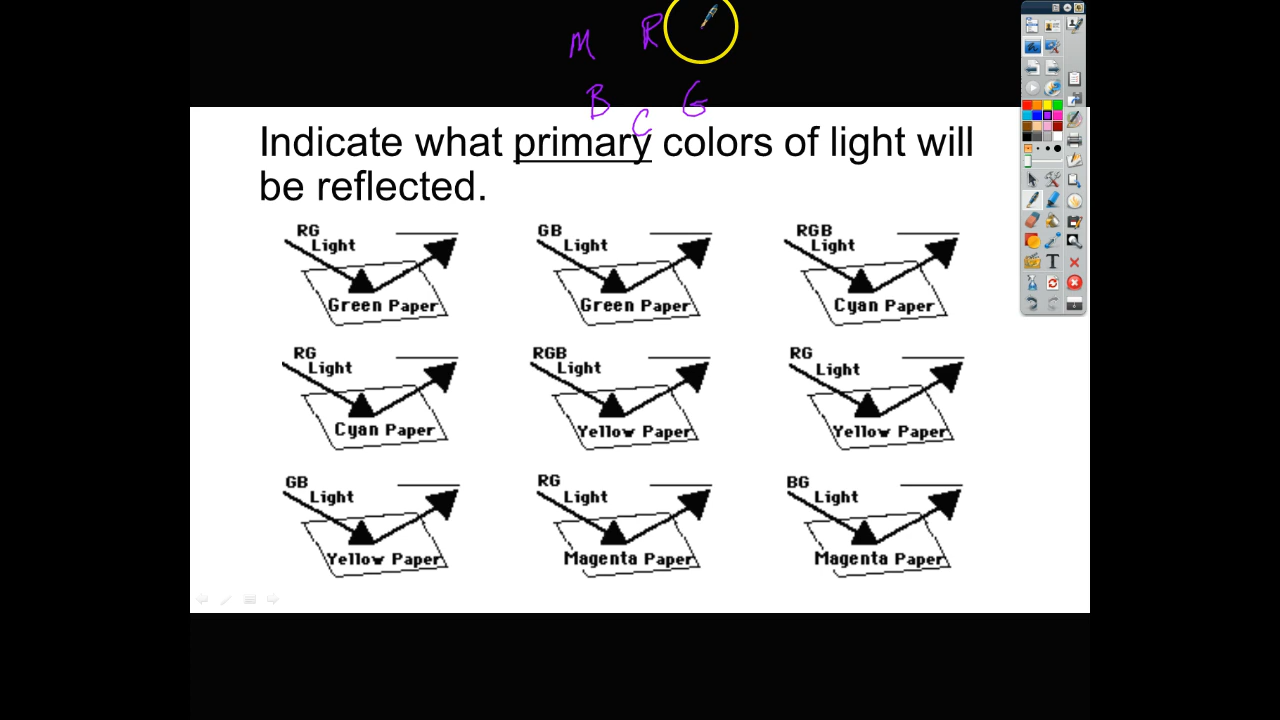 M R
B G
C
Indicate what primary colors of light will
be reflected.
RG
Light
Green Paper
GB
Light
Green Paper
RGB
Light
Cyan Paper
RG
Light
Cyan Paper
RGB
Light
Yellow Paper
RG
Light
Yellow Paper
GB
Light
Yellow Paper
RG
Light
Magenta Paper
BG
Light
Magenta Paper
T